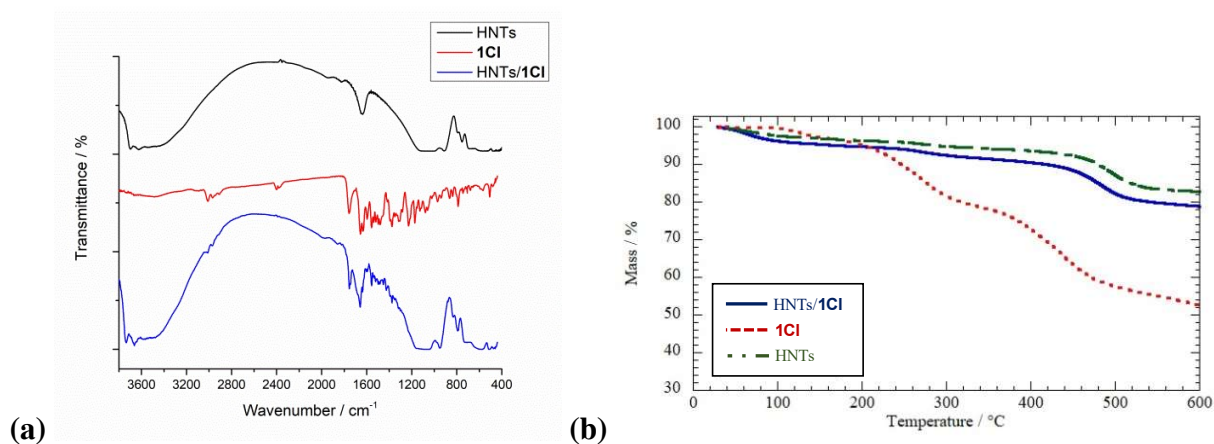 HNTs
1Cl
HNTs/1Cl
Transmittance / %
3600 3200 2800 2400 2000 1600 1200 800 400
Wavenumber / cm-1
(a)
100
90
80
70
60
50
40
30
Mass / %
HNTs/1Cl
1Cl
HNTs
0 100 200 300 400 500 600
Temperature / °C
(b)